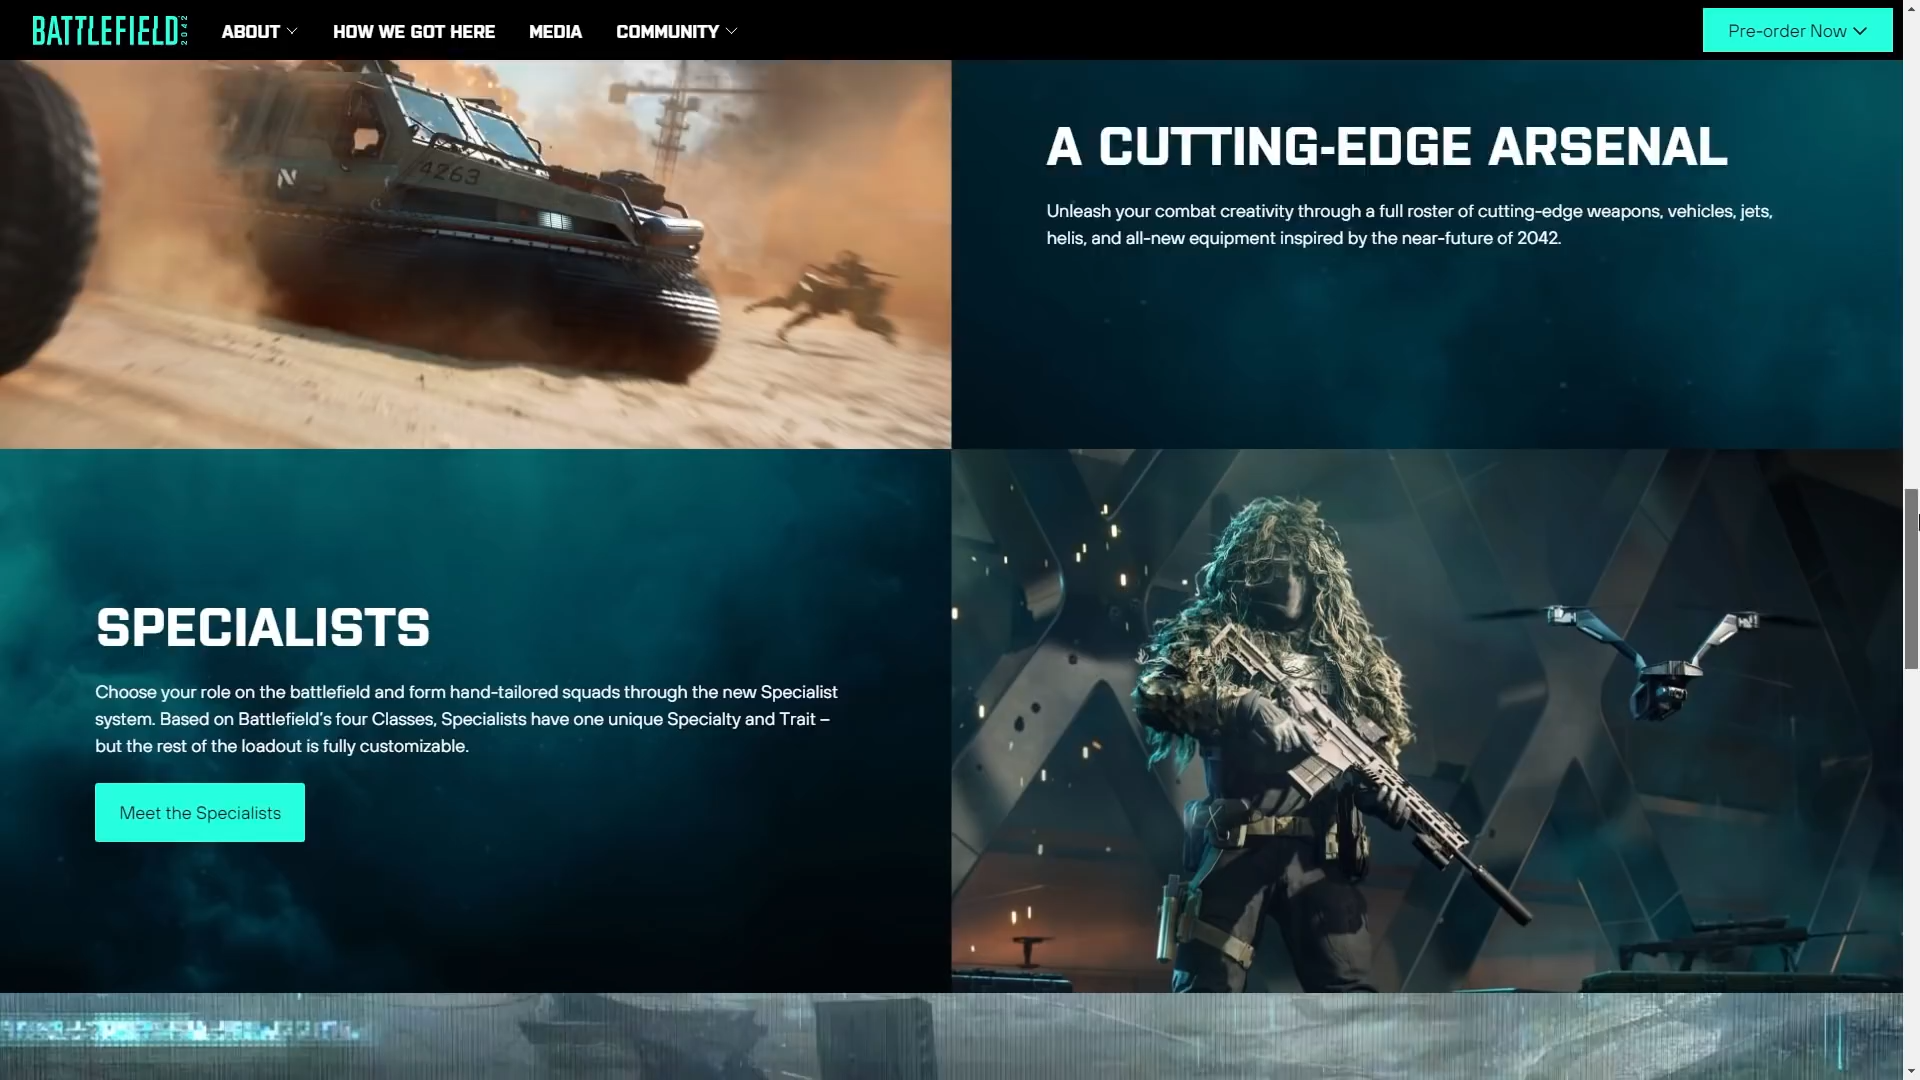 BATTLEFIELD 2042
ABOUT
HOW WE GOT HERE
MEDIA
COMMUNITY
Pre-order Now
N
4263
A CUTTING-EDGE ARSENAL
Unleash your combat creativity through a full roster of cutting-edge weapons, vehicles, jets,
helis, and all-new equipment inspired by the near-future of 2042.
SPECIALISTS
Choose your role on the battlefield and form hand-tailored squads through the new Specialist
system. Based on Battlefield’s four Classes, Specialists have one unique Specialty and Trait –
but the rest of the loadout is fully customizable.
Meet the Specialists